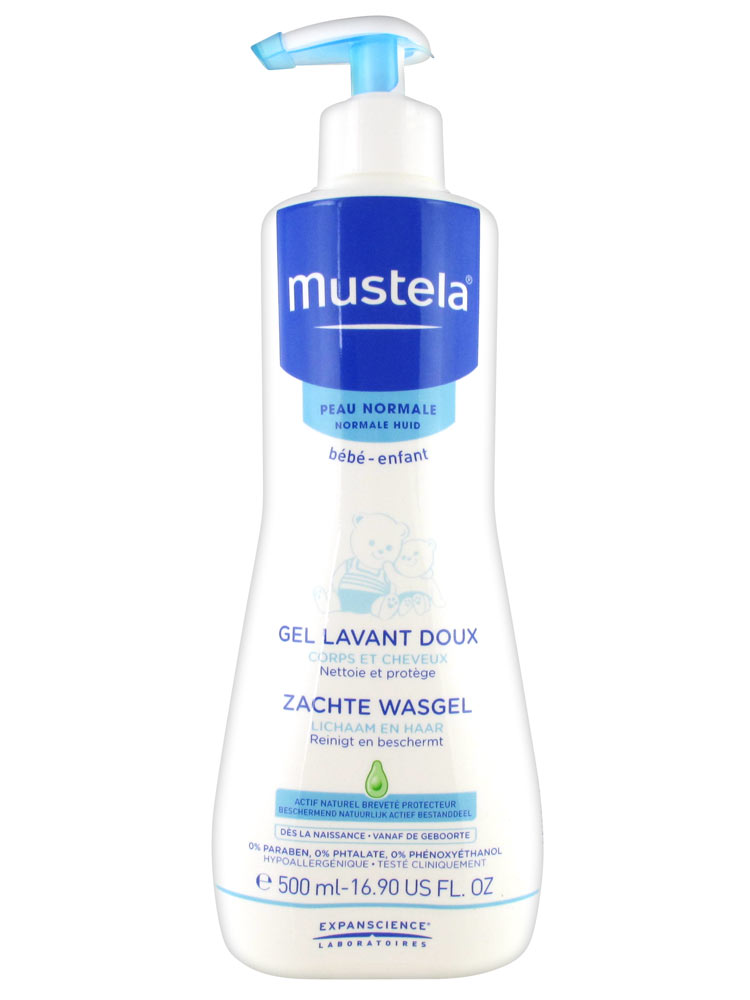 mustela®
PEAU NORMALE
NORMALE HUID
bébé-enfant
GEL LAVANT DOUX
CORPS ET CHEVEUX
Nettoie et protège
ZACHTE WASGEL
LICHAAM EN HAAR
Reinigt en beschermt
ACTIF NATUREL BREVETÉ PROTECTEUR
BESCHERMEND NATUURLIJK ACTIEF BESTANDDEEL
DÈS LA NAISSANCE • VANAF DE GEBOORTE
0% PARABEN, 0% PHTALATE, 0% PHÉNOXYÉTHANOL
HYPOALLERGÉNIQUE • TESTÉ CLINIQUEMENT
℮ 500 ml-16.90 US FL. OZ
EXPANSCIENCE®
LABORATOIRES